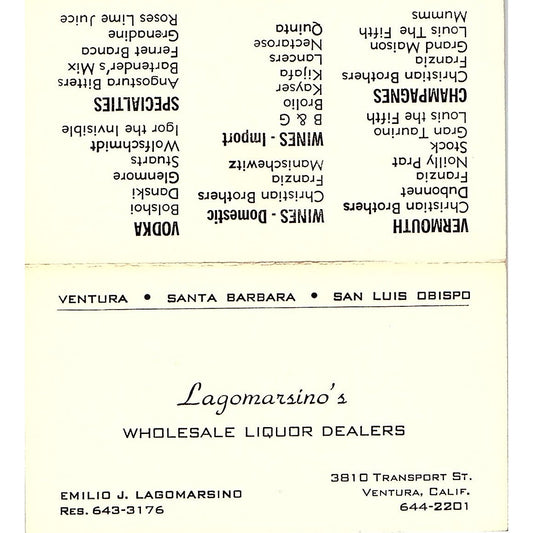 VERMOUTH
Christian Brothers
Dubonnet
Franzia
Noilly Prat
Stock
Gran Taurino
Louis the fifth
CHAMPAGNES
Christian Brothers
Franzia
Grand Maison
Louis The Fifth
Mumms
WINES - Domestic
Christian Brothers
Franzia
Manischewitz
WINES - Import
B & G
Brolio
Kayser
Kijafa
Lancers
Nectarose
Quinta
VODKA
Bolshoi
Danski
Glenmore
Stuarts
Wolfschmidt
Igor the Invisible
SPECIALTIES
Angostura Bitters
Bartender's Mix
Fernet Branca
Grenadine
Roses Lime Juice
VENTURA • SANTA BARBARA • SAN LUIS OBISPO
Lagomarsino's
WHOLESALE LIQUOR DEALERS
EMILIO J. LAGOMARSINO
RES. 643-3176
3810 TRANSPORT ST.
VENTURA, CALIF.
644-2201